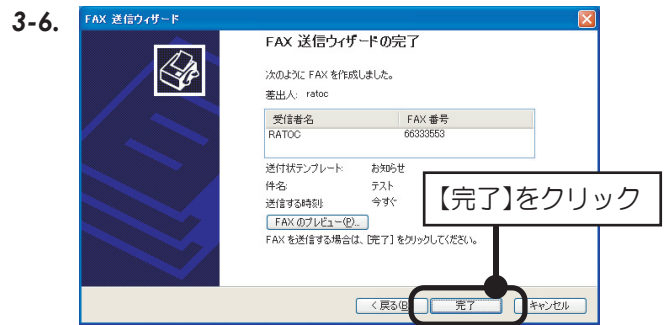 3-6.
FAX 送信ウィザード
FAX 送信ウィザードの完了
次のように FAX を作成しました。
差出人: ratoc
受信者名 FAX 番号
RATOC 66333553
送付状テンプレート: お知らせ
件名: テスト
送信する時刻: 今すぐ
【完了】をクリック
FAX のプレビュー(P)...
FAX を送信する場合は、[完了] をクリックしてください。
< 戻る(B) 完了 キャンセル